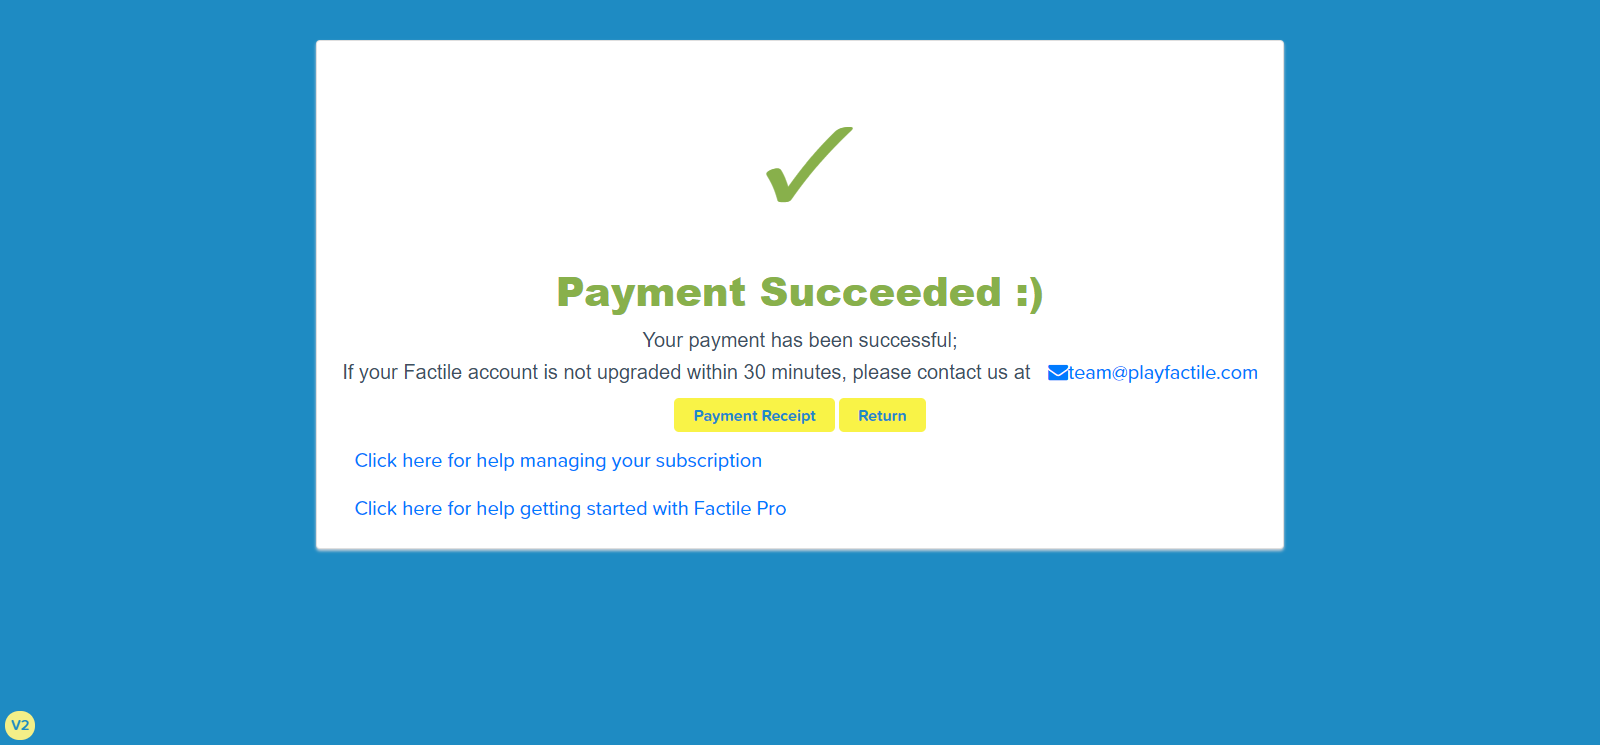 Payment Succeeded :)
Your payment has been successful;
If your Factile account is not upgraded within 30 minutes, please contact us at team@playfactile.com
Payment Receipt Return
Click here for help managing your subscription
Click here for help getting started with Factile Pro
V2